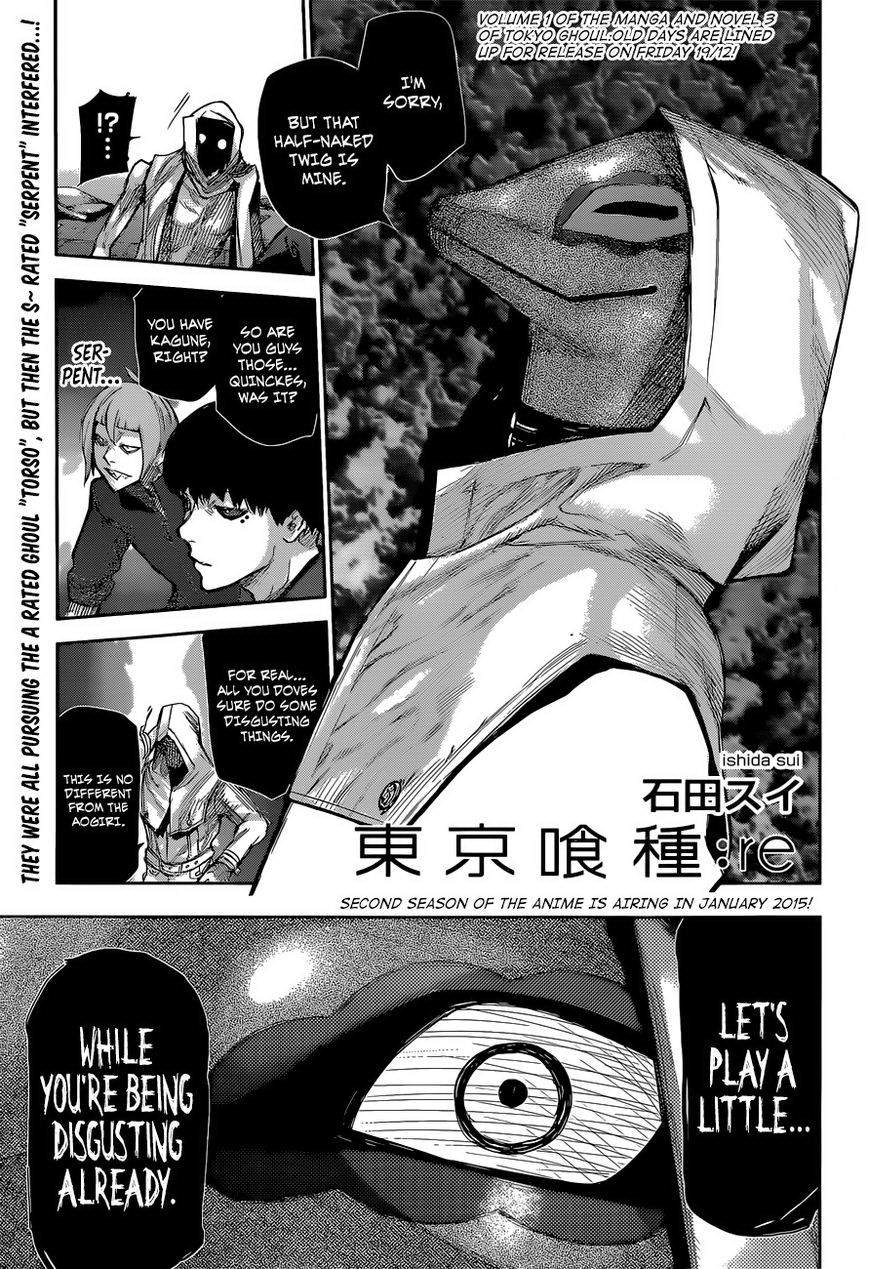 THEY WERE ALL PURSUING THE A RATED GHOUL "TORSO", BUT THEN THE S~ RATED "SERPENT" INTERFERED...!
VOLUME 1 OF THE MANGA AND NOVEL 3
OF TOKYO GHOUL:OLD DAYS ARE LINED
UP FOR RELEASE ON FRIDAY 19/12!
I'M
SORRY,
BUT THAT
HALF-NAKED
TWIG IS
MINE.
!?
...
SO ARE
YOU GUYS
THOSE...
QUINCKES,
WAS IT?
YOU HAVE
KAGUNE,
RIGHT?
SER-
PENT...
FOR REAL...
ALL YOU DOVES
SURE DO SOME
DISGUSTING
THINGS.
THIS IS NO
DIFFERENT
FROM THE
AOGIRI.
ishida sui
石田スイ
東京喰種:re
SECOND SEASON OF THE ANIME IS AIRING IN JANUARY 2015!
LET'S
PLAY A
LITTLE...
WHILE
YOU'RE BEING
DISGUSTING
ALREADY.